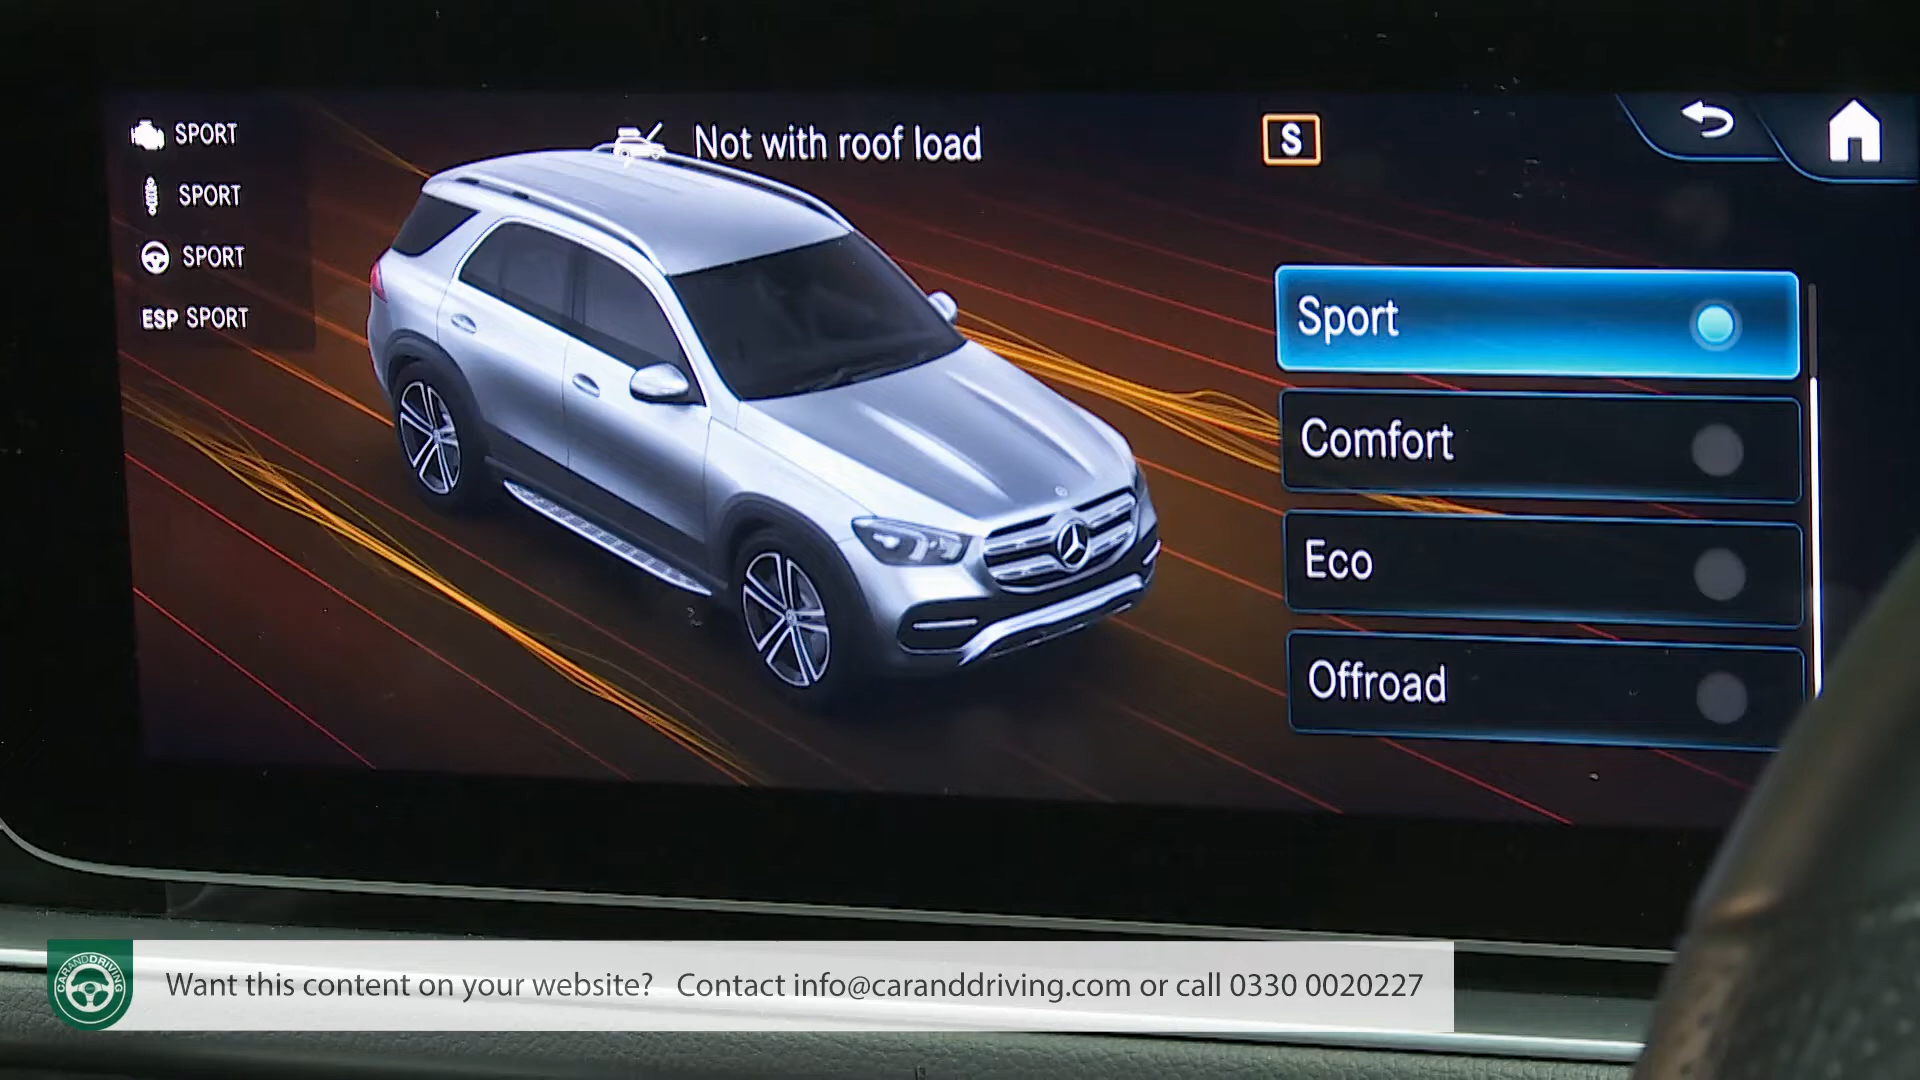 SPORT
SPORT
SPORT
ESP SPORT
Not with roof load
S
Sport
Comfort
Eco
Offroad
CARANDDRIVING
Want this content on your website? Contact info@caranddriving.com or call 0330 0020227